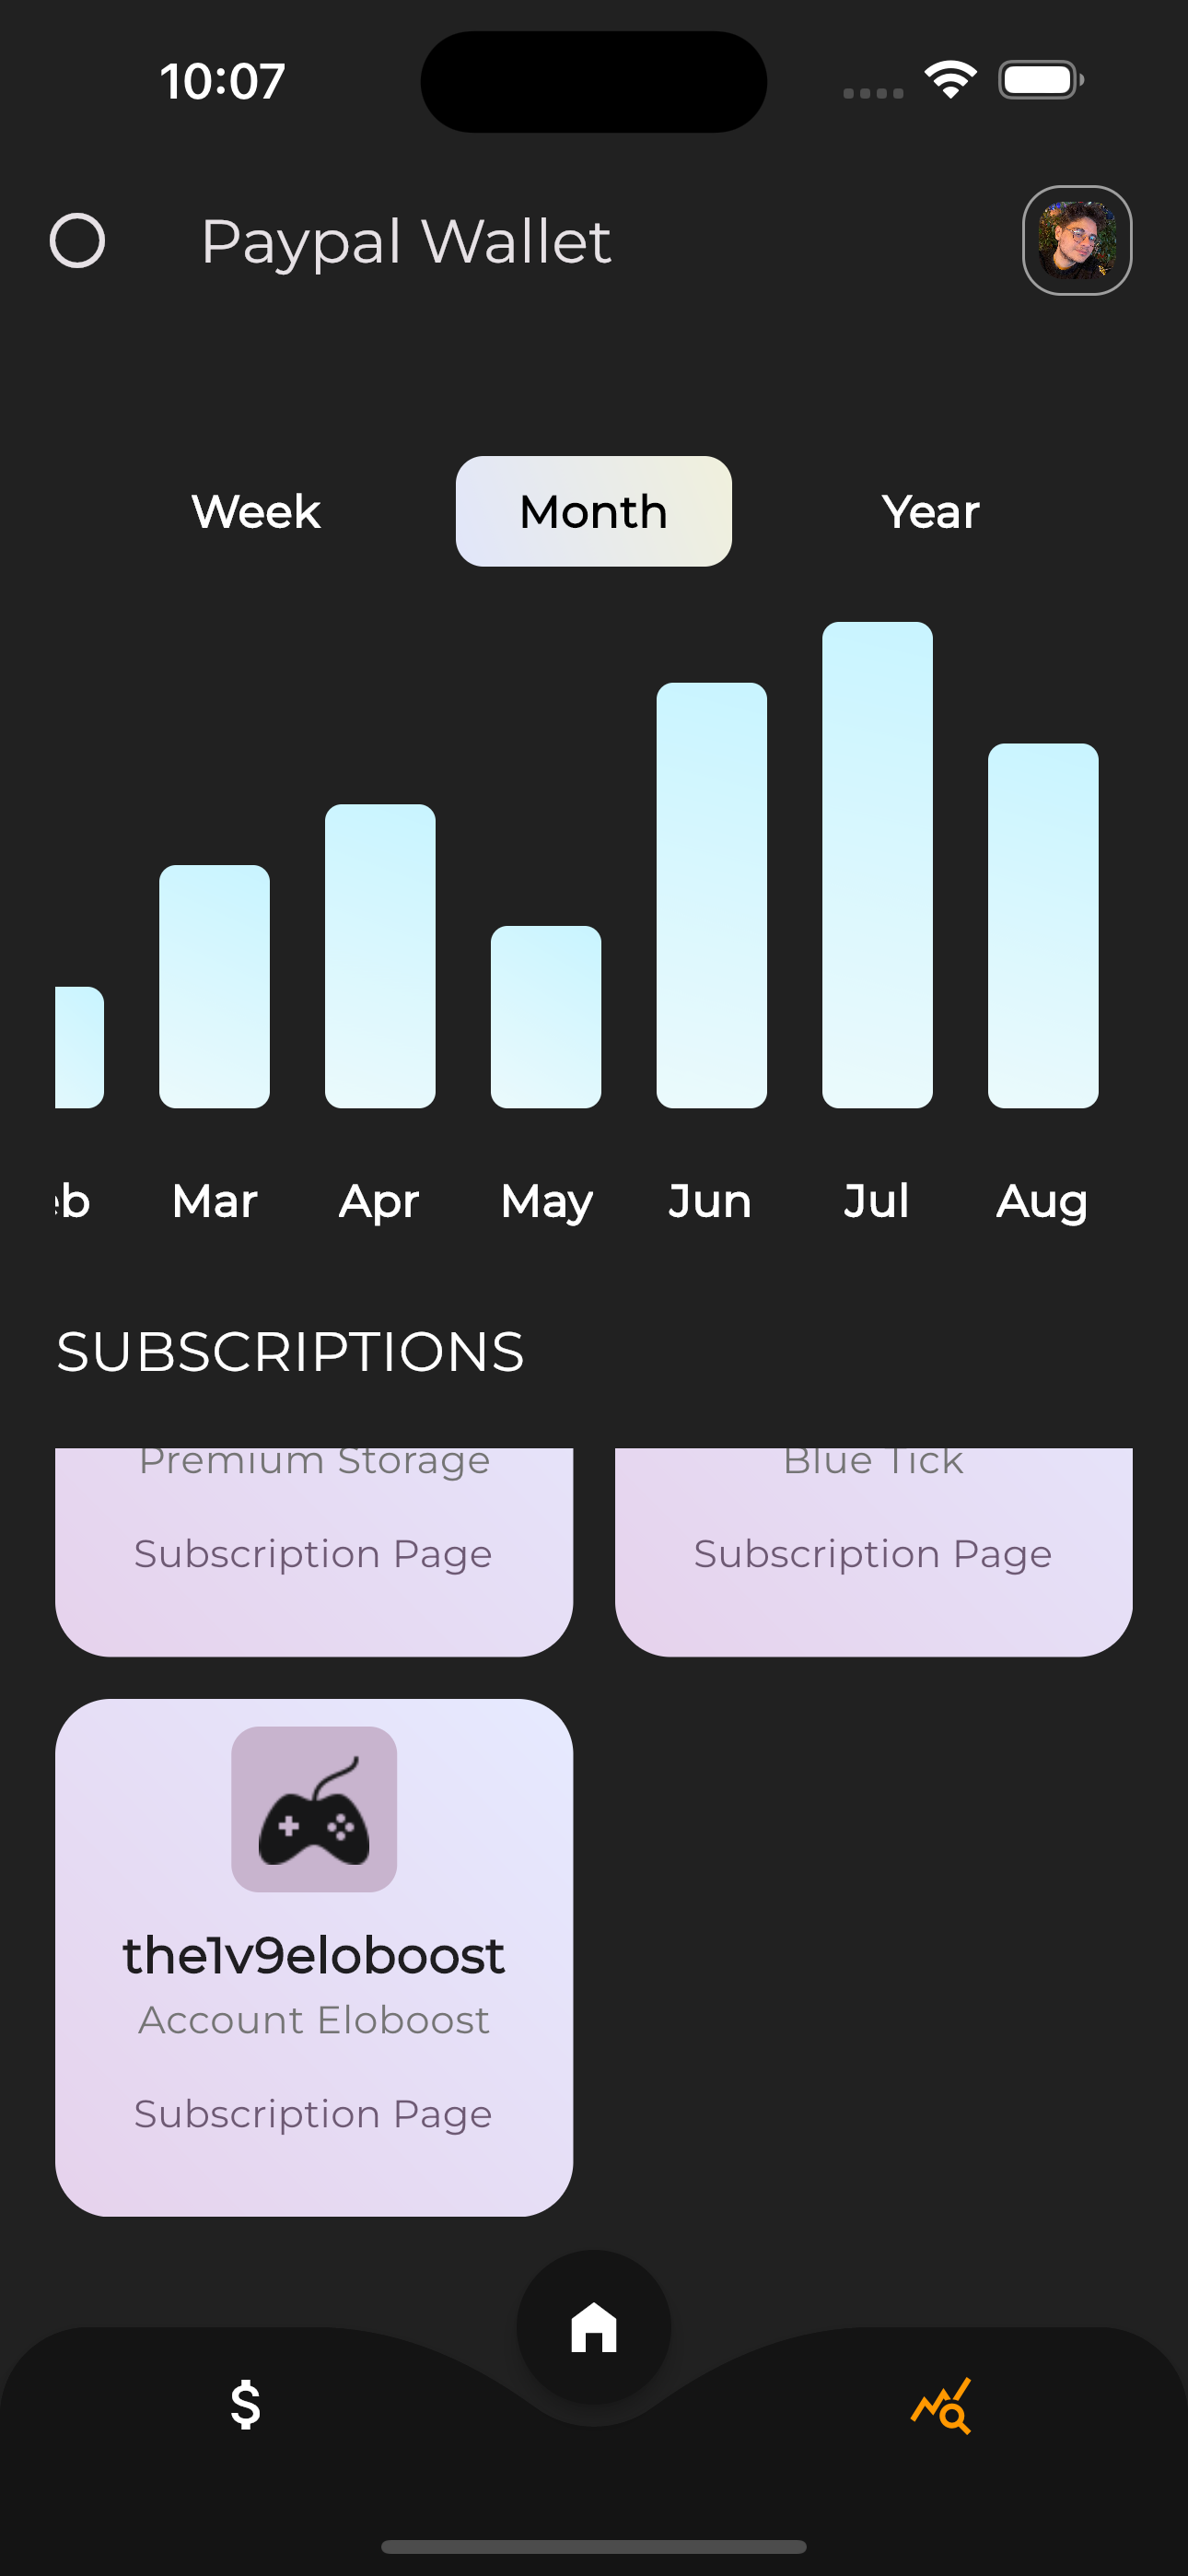 10:07
Paypal Wallet
Week Month Year
eb Mar Apr May Jun Jul Aug
SUBSCRIPTIONS
Premium Storage
Subscription Page
Blue Tick
Subscription Page
the1v9eloboost
Account Eloboost
Subscription Page
$